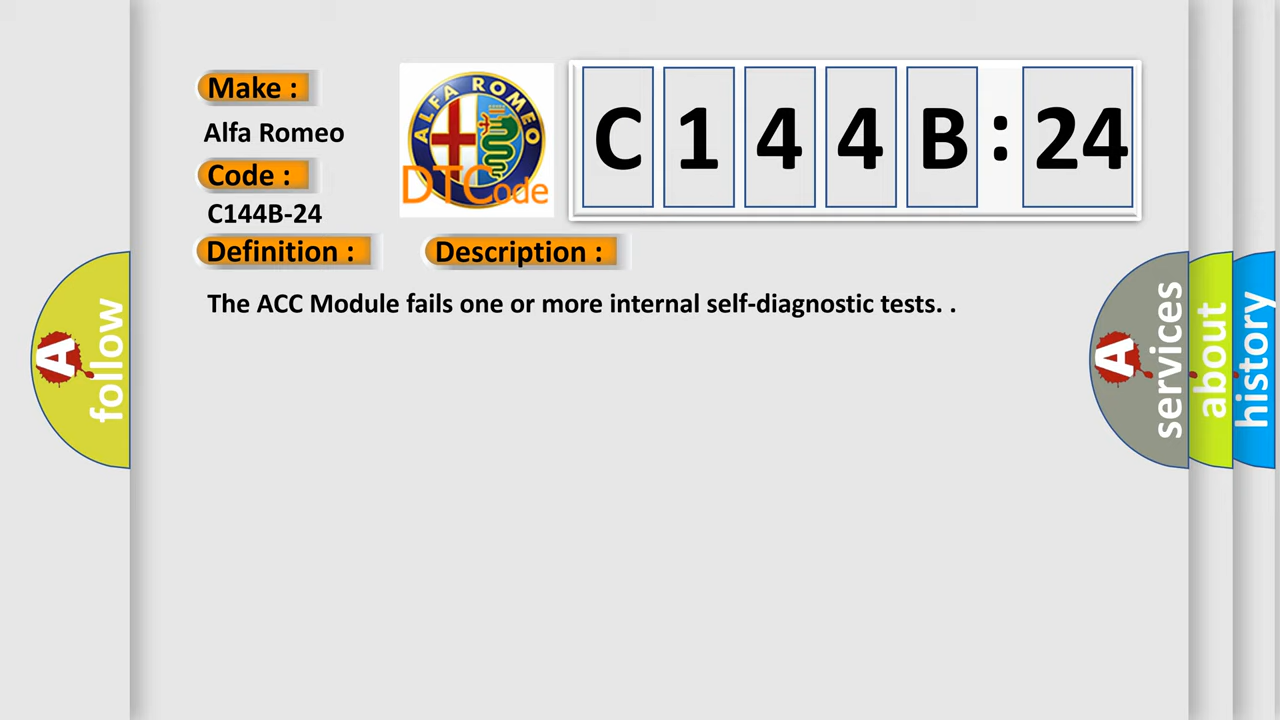 Make :
Alfa Romeo
Code :
C144B-24
Definition :
Description :
The ACC Module fails one or more internal self-diagnostic tests. .
ALFA ROMEO
DTCode
C144B:24
A follow
A services
about
history